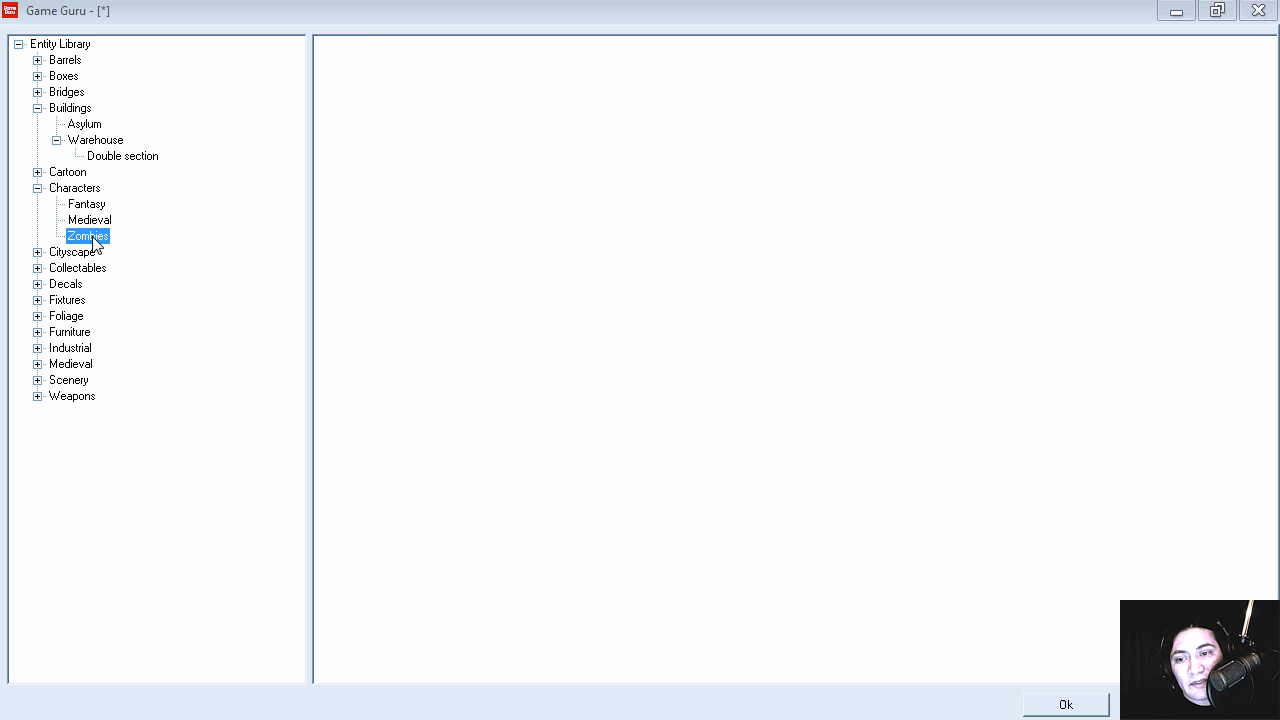 Game Guru - [*]
Entity Library
Barrels
Boxes
Bridges
Buildings
Asylum
Warehouse
Double section
Cartoon
Characters
Fantasy
Medieval
Zombies
Cityscape
Collectables
Decals
Fixtures
Foliage
Furniture
Industrial
Medieval
Scenery
Weapons
Ok